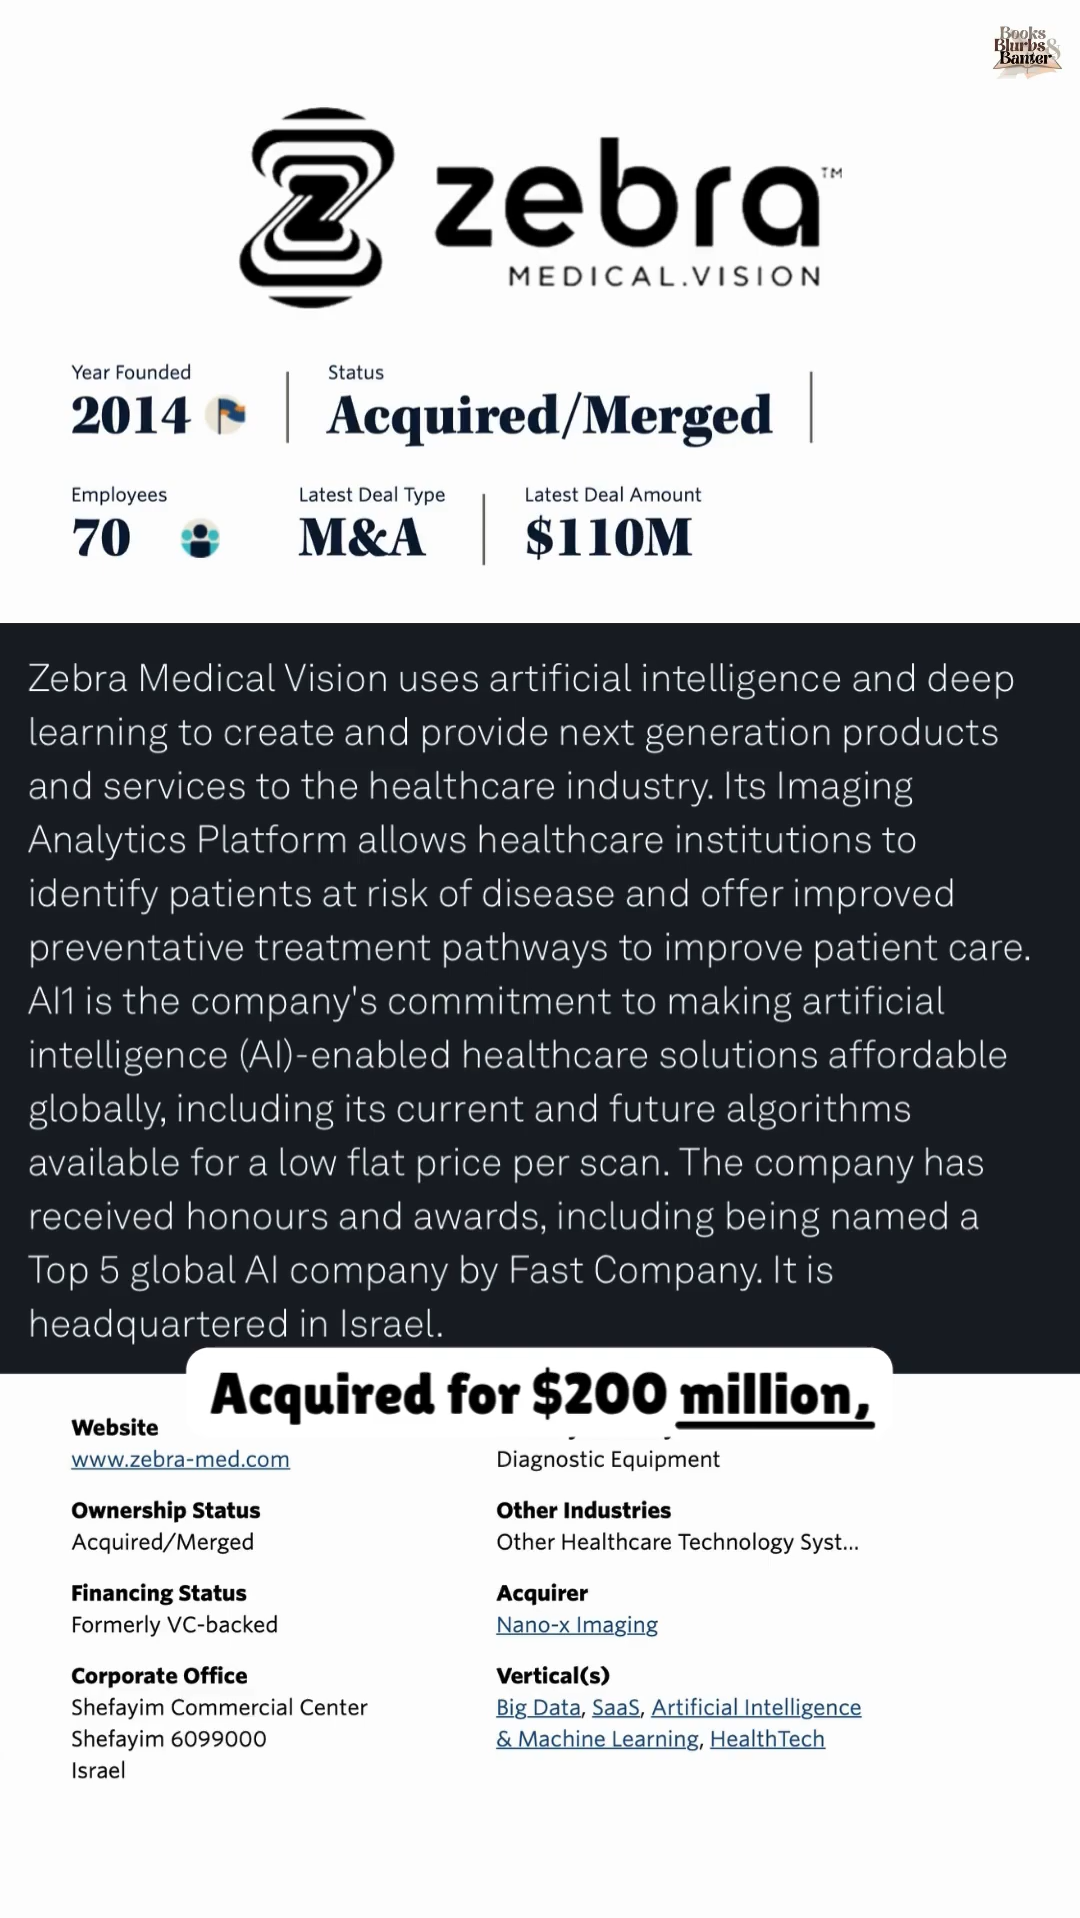 Books
Blurbs &
Banter
zebra™
MEDICAL.VISION
Year Founded
2014
Status
Acquired/Merged
Employees
70
Latest Deal Type
M&A
Latest Deal Amount
$110M
Zebra Medical Vision uses artificial intelligence and deep
learning to create and provide next generation products
and services to the healthcare industry. Its Imaging
Analytics Platform allows healthcare institutions to
identify patients at risk of disease and offer improved
preventative treatment pathways to improve patient care.
AI1 is the company's commitment to making artificial
intelligence (AI)-enabled healthcare solutions affordable
globally, including its current and future algorithms
available for a low flat price per scan. The company has
received honours and awards, including being named a
Top 5 global AI company by Fast Company. It is
headquartered in Israel.
Acquired for $200 million,
Website
www.zebra-med.com
Ownership Status
Acquired/Merged
Financing Status
Formerly VC-backed
Corporate Office
Shefayim Commercial Center
Shefayim 6099000
Israel
Diagnostic Equipment
Other Industries
Other Healthcare Technology Syst...
Acquirer
Nano-x Imaging
Vertical(s)
Big Data, SaaS, Artificial Intelligence
& Machine Learning, HealthTech